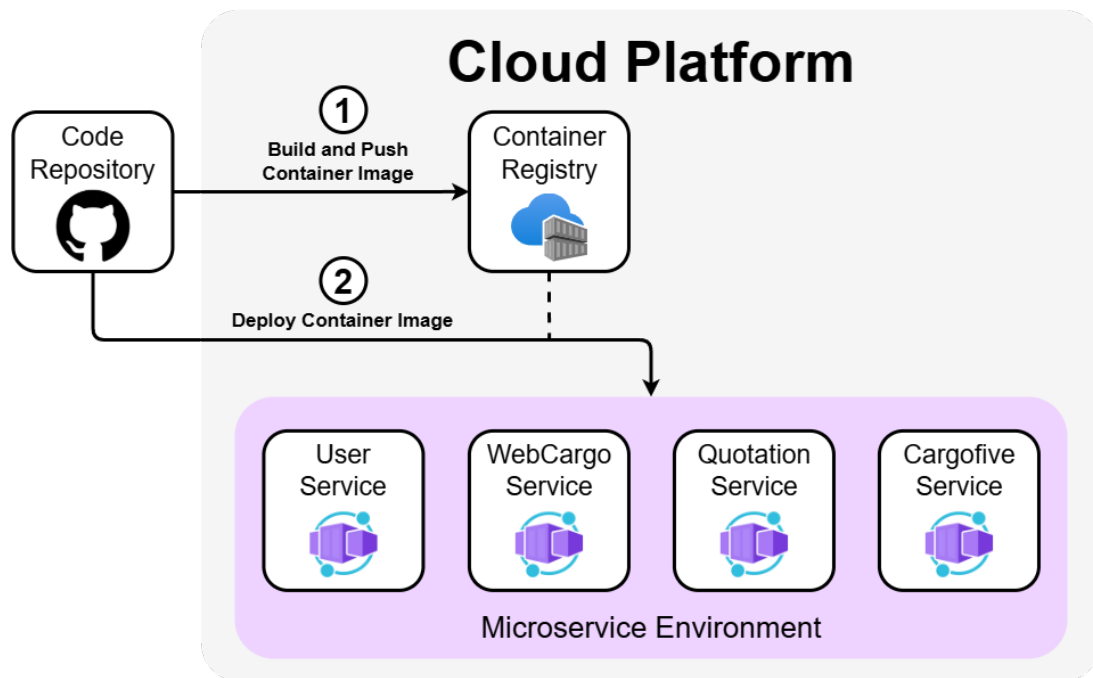 Cloud Platform
Code
Repository
1
Build and Push
Container Image
Container
Registry
2
Deploy Container Image
User
Service
WebCargo
Service
Quotation
Service
Cargofive
Service
Microservice Environment